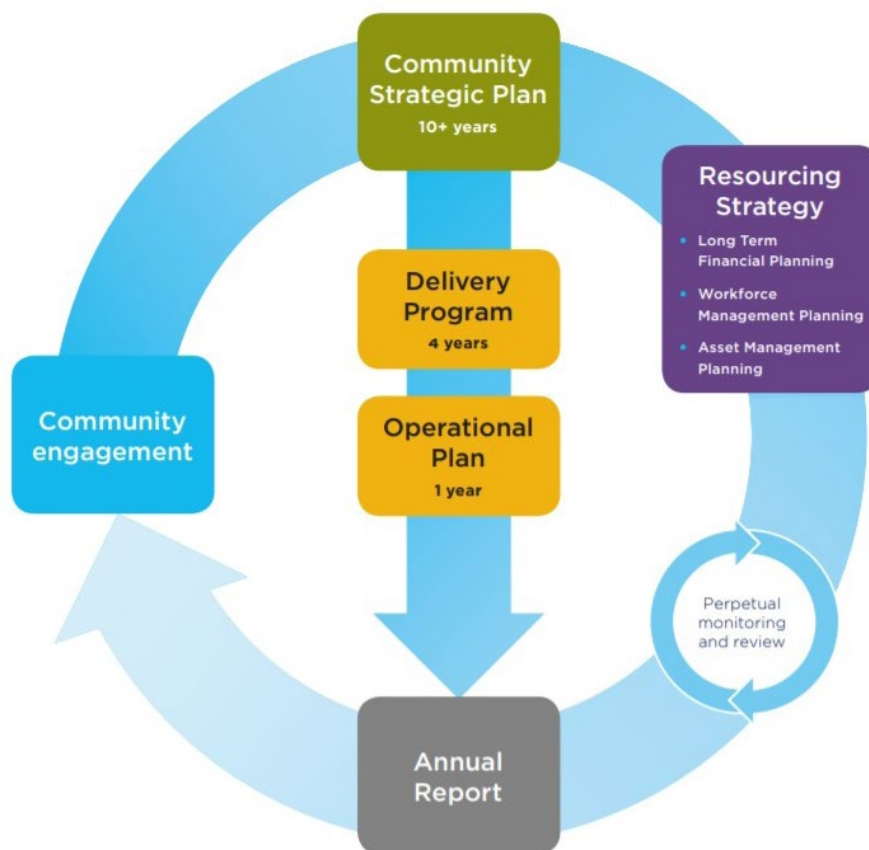 Community
Strategic Plan
10+ years
Resourcing
Strategy
• Long Term
Financial Planning
• Workforce
Management Planning
• Asset Management
Planning
Delivery
Program
4 years
Community
engagement
Operational
Plan
1 year
Perpetual
monitoring
and review
Annual
Report